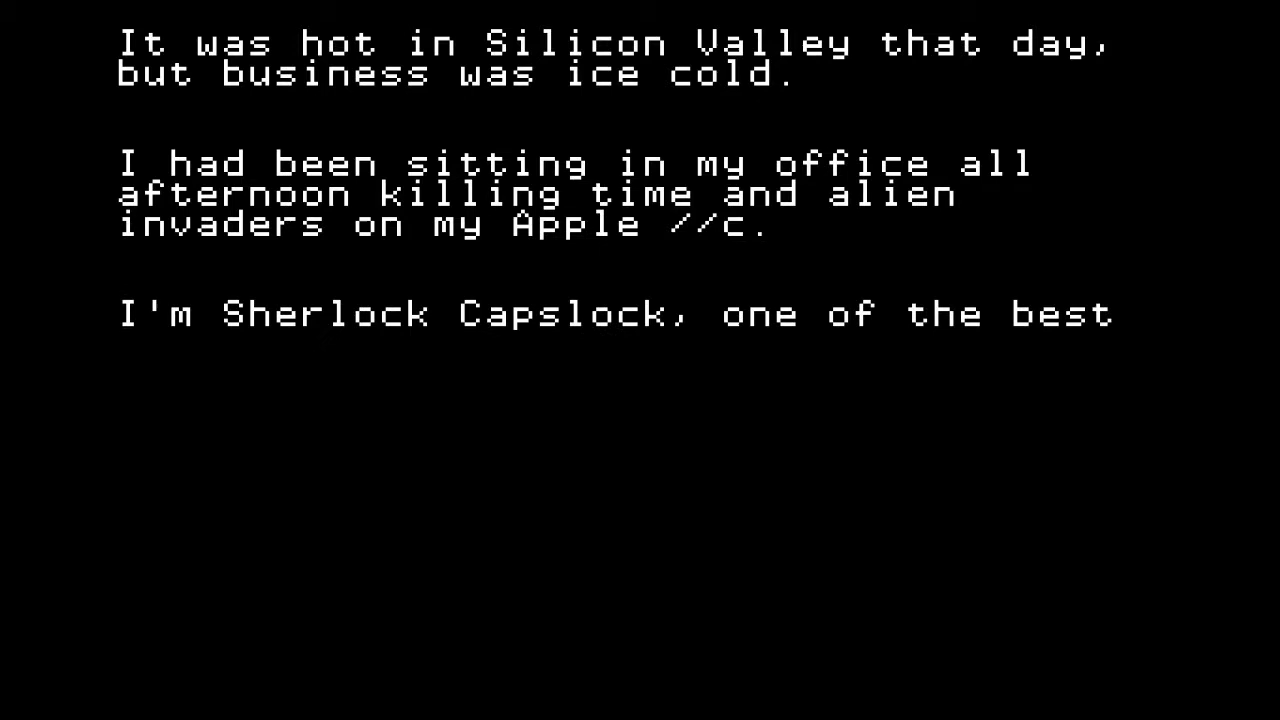 It was hot in Silicon Valley that day,
but business was ice cold.
I had been sitting in my office all
afternoon killing time and alien
invaders on my Apple //c.
I'm Sherlock Capslock, one of the best